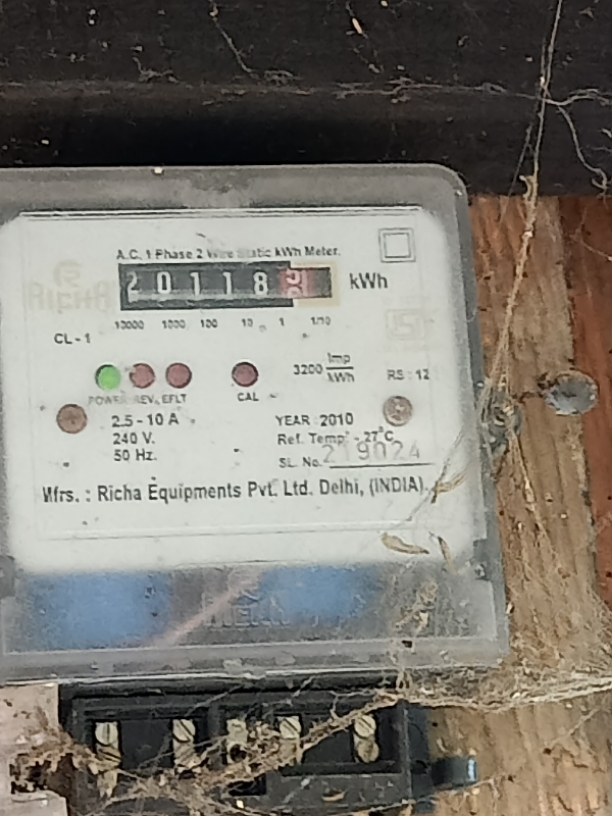 A.C. 1 Phase 2 Wire Static kWh Meter.
RICHA
20118 kWh
10000 1000 100 10 1 1/10
CL - 1
3200 Imp/kWh
RS : 12
POWER REV. EFLT
CAL
2.5 - 10 A
240 V.
50 Hz.
YEAR : 2010
Ref. Temp - 27°C
SL. No. 219024
Mfrs. : Richa Equipments Pvt. Ltd. Delhi, (INDIA).